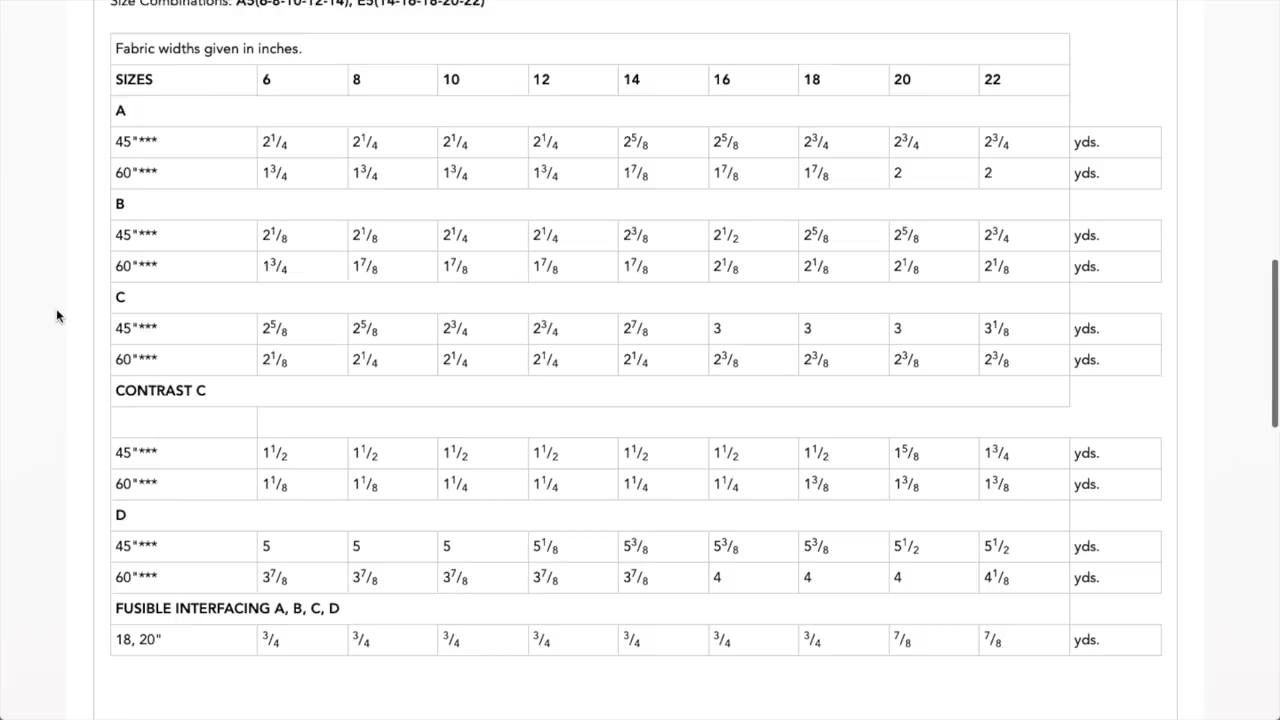 Size Combinations: A5(6-8-10-12-14), E5(14-16-18-20-22)
Fabric widths given in inches.
SIZES 6 8 10 12 14 16 18 20 22
A
45"*** 2 1/4 2 1/4 2 1/4 2 1/4 2 5/8 2 5/8 2 3/4 2 3/4 2 3/4 yds.
60"*** 1 3/4 1 3/4 1 3/4 1 3/4 1 7/8 1 7/8 1 7/8 2 2 yds.
B
45"*** 2 1/8 2 1/8 2 1/4 2 1/4 2 3/8 2 1/2 2 5/8 2 5/8 2 3/4 yds.
60"*** 1 3/4 1 7/8 1 7/8 1 7/8 1 7/8 2 1/8 2 1/8 2 1/8 2 1/8 yds.
C
45"*** 2 5/8 2 5/8 2 3/4 2 3/4 2 7/8 3 3 3 3 1/8 yds.
60"*** 2 1/8 2 1/4 2 1/4 2 1/4 2 1/4 2 3/8 2 3/8 2 3/8 2 3/8 yds.
CONTRAST C
45"*** 1 1/2 1 1/2 1 1/2 1 1/2 1 1/2 1 1/2 1 1/2 1 5/8 1 3/4 yds.
60"*** 1 1/8 1 1/8 1 1/4 1 1/4 1 1/4 1 1/4 1 3/8 1 3/8 1 3/8 yds.
D
45"*** 5 5 5 5 1/8 5 3/8 5 3/8 5 3/8 5 1/2 5 1/2 yds.
60"*** 3 7/8 3 7/8 3 7/8 3 7/8 3 7/8 4 4 4 4 1/8 yds.
FUSIBLE INTERFACING A, B, C, D
18, 20" 3/4 3/4 3/4 3/4 3/4 3/4 3/4 7/8 7/8 yds.